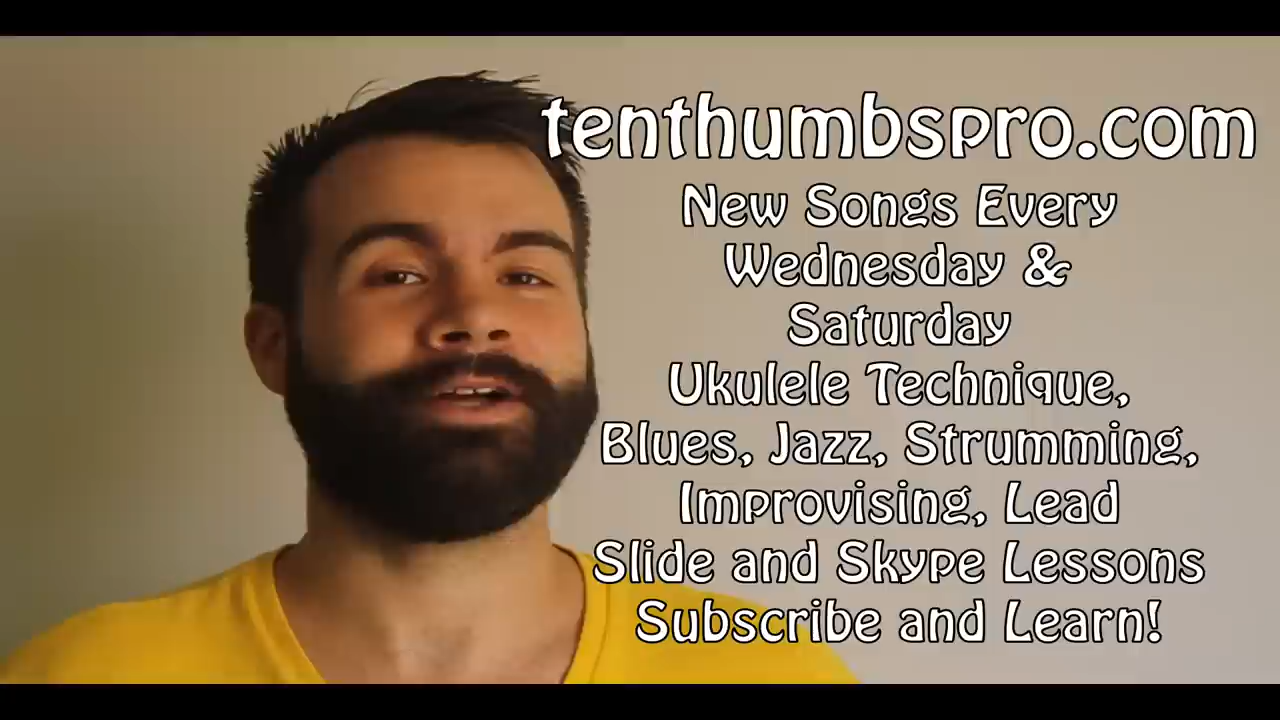 tenthumbspro.com
New Songs Every
Wednesday &
Saturday
Ukulele Technique,
Blues, Jazz, Strumming,
Improvising, Lead
Slide and Skype Lessons
Subscribe and Learn!